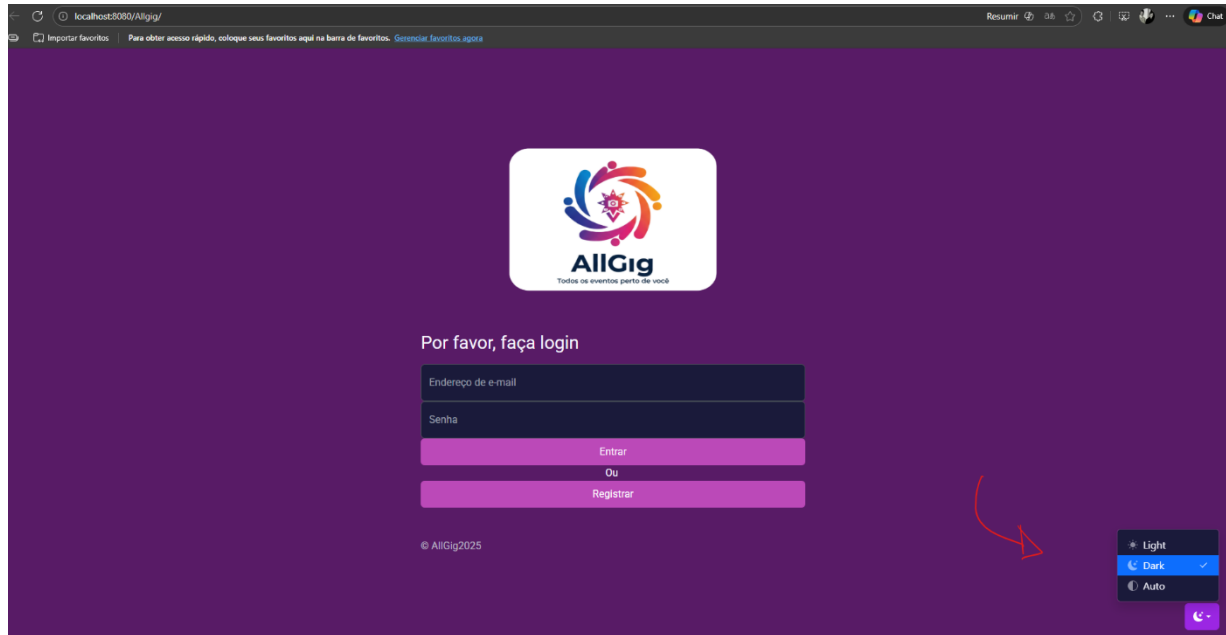 localhost:8080/Allgig/
Resumir
Chat
Importar favoritos
Para obter acesso rápido, coloque seus favoritos aqui na barra de favoritos. Gerenciar favoritos agora
AllGig
Todos os eventos perto de você
Por favor, faça login
Endereço de e-mail
Senha
Entrar
Ou
Registrar
© AllGig2025
Light
Dark
Auto